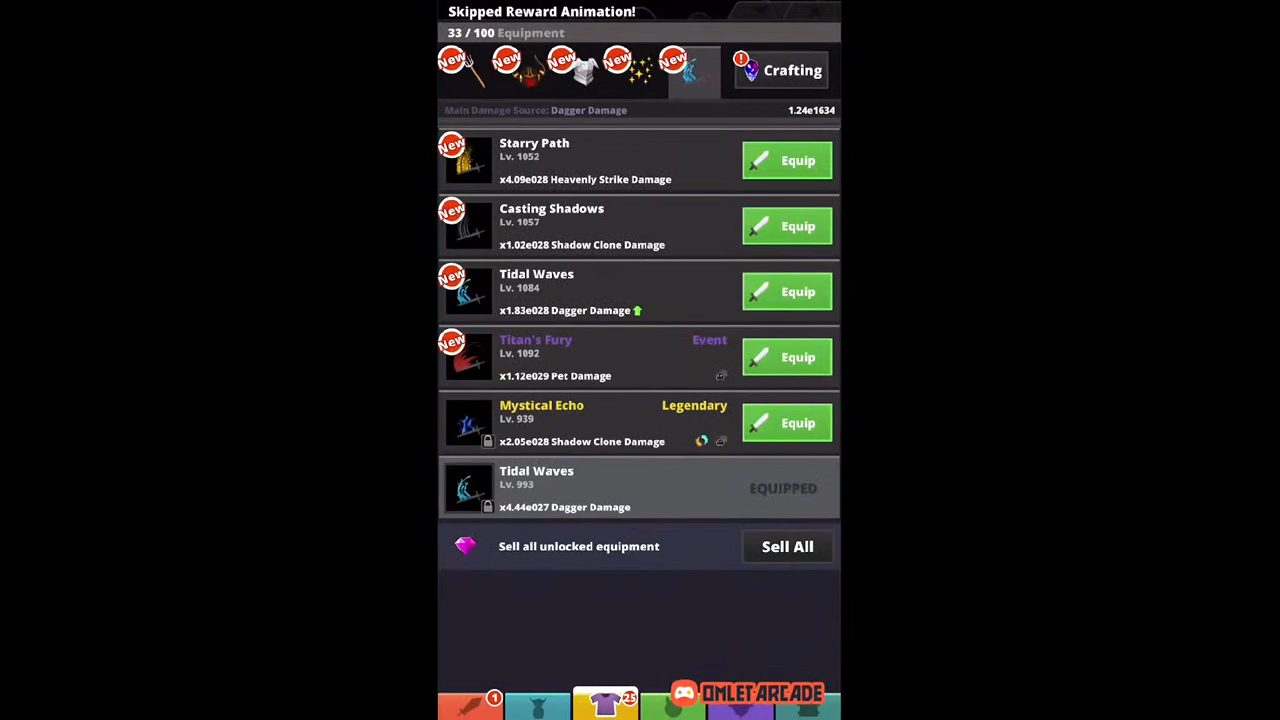 Skipped Reward Animation!
33 / 100 Equipment
New New New New New
! Crafting
Main Damage Source: Dagger Damage 1.24e1634
New Starry Path
Lv. 1052
x4.09e028 Heavenly Strike Damage
Equip
New Casting Shadows
Lv. 1057
x1.02e028 Shadow Clone Damage
Equip
New Tidal Waves
Lv. 1084
x1.83e028 Dagger Damage
Equip
New Titan's Fury Event
Lv. 1092
x1.12e029 Pet Damage
Equip
Mystical Echo Legendary
Lv. 939
x2.05e028 Shadow Clone Damage
Equip
Tidal Waves
Lv. 993
x4.44e027 Dagger Damage
EQUIPPED
Sell all unlocked equipment Sell All
1 25 OMLET ARCADE